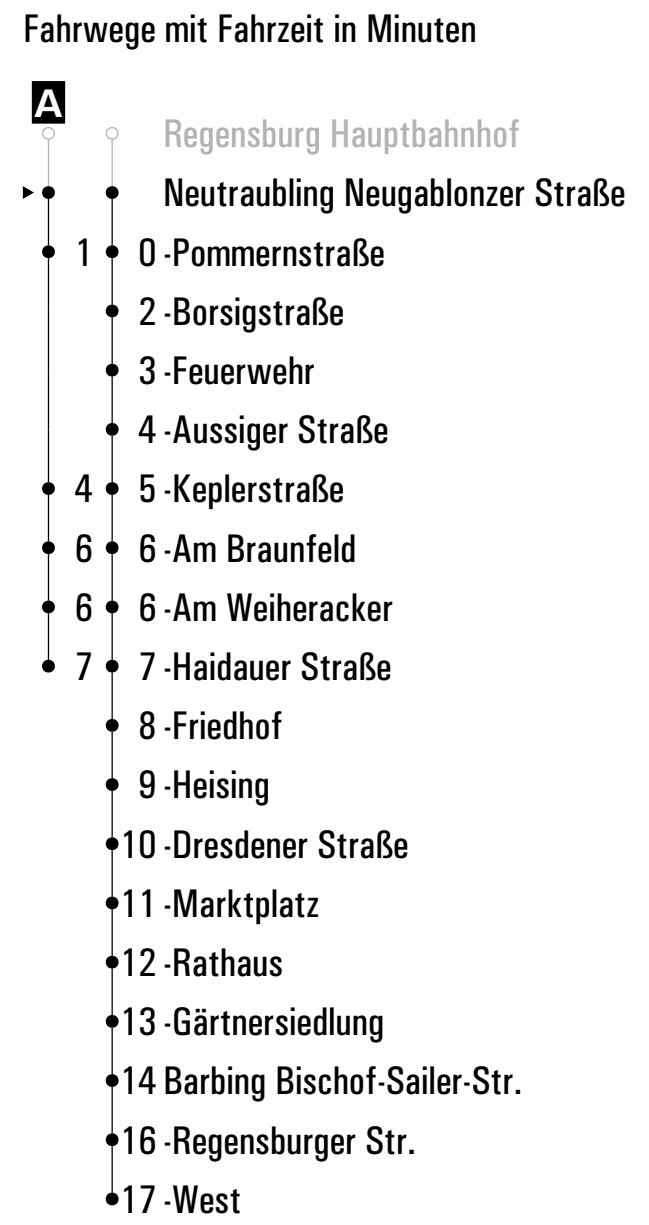 Fahrwege mit Fahrzeit in Minuten
A
Regensburg Hauptbahnhof
Neutraubling Neugablonzer Straße
1 0 -Pommernstraße
2 -Borsigstraße
3 -Feuerwehr
4 -Aussiger Straße
4 5 -Keplerstraße
6 6 -Am Braunfeld
6 6 -Am Weiheracker
7 7 -Haidauer Straße
8 -Friedhof
9 -Heising
10 -Dresdener Straße
11 -Marktplatz
12 -Rathaus
13 -Gärtnersiedlung
14 Barbing Bischof-Sailer-Str.
16 -Regensburger Str.
17 -West